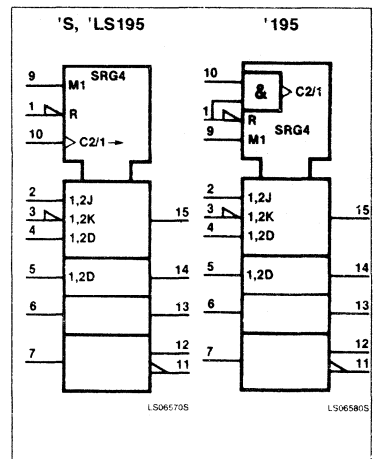 'S, 'LS195
'195
9
M1
SRG4
1
R
10
C2/1→
2
1,2J
3
1,2K
15
4
1,2D
5
1,2D
14
6
13
7
12
11
LS06570S
10
&
C2/1
1
R
SRG4
9
M1
2
1,2J
3
1,2K
15
4
1,2D
5
1,2D
14
6
13
7
12
11
LS06580S